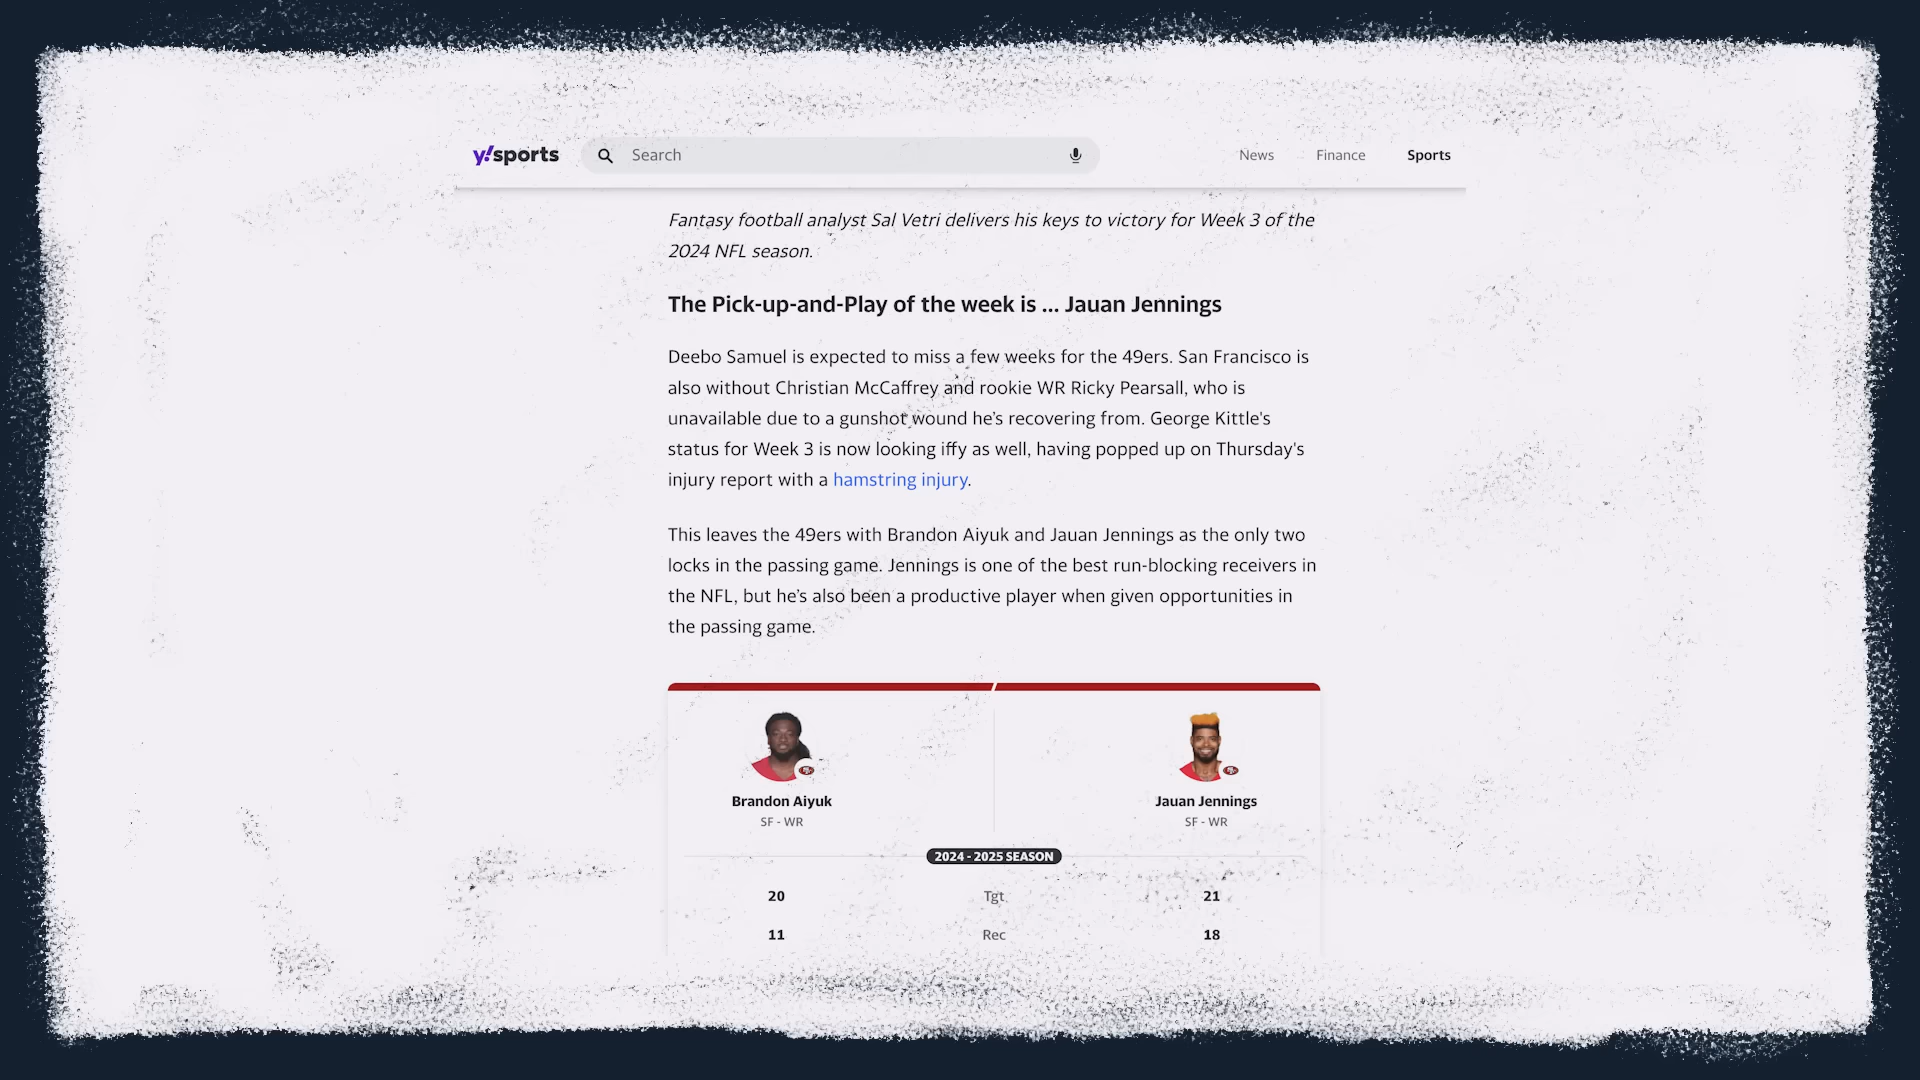 y!sports
Search
News
Finance
Sports
Fantasy football analyst Sal Vetri delivers his keys to victory for Week 3 of the
2024 NFL season.
The Pick-up-and-Play of the week is ... Jauan Jennings
Deebo Samuel is expected to miss a few weeks for the 49ers. San Francisco is
also without Christian McCaffrey and rookie WR Ricky Pearsall, who is
unavailable due to a gunshot wound he's recovering from. George Kittle's
status for Week 3 is now looking iffy as well, having popped up on Thursday's
injury report with a hamstring injury.
This leaves the 49ers with Brandon Aiyuk and Jauan Jennings as the only two
locks in the passing game. Jennings is one of the best run-blocking receivers in
the NFL, but he's also been a productive player when given opportunities in
the passing game.
Brandon Aiyuk
SF - WR
Jauan Jennings
SF - WR
2024 - 2025 SEASON
20 Tgt 21
11 Rec 18